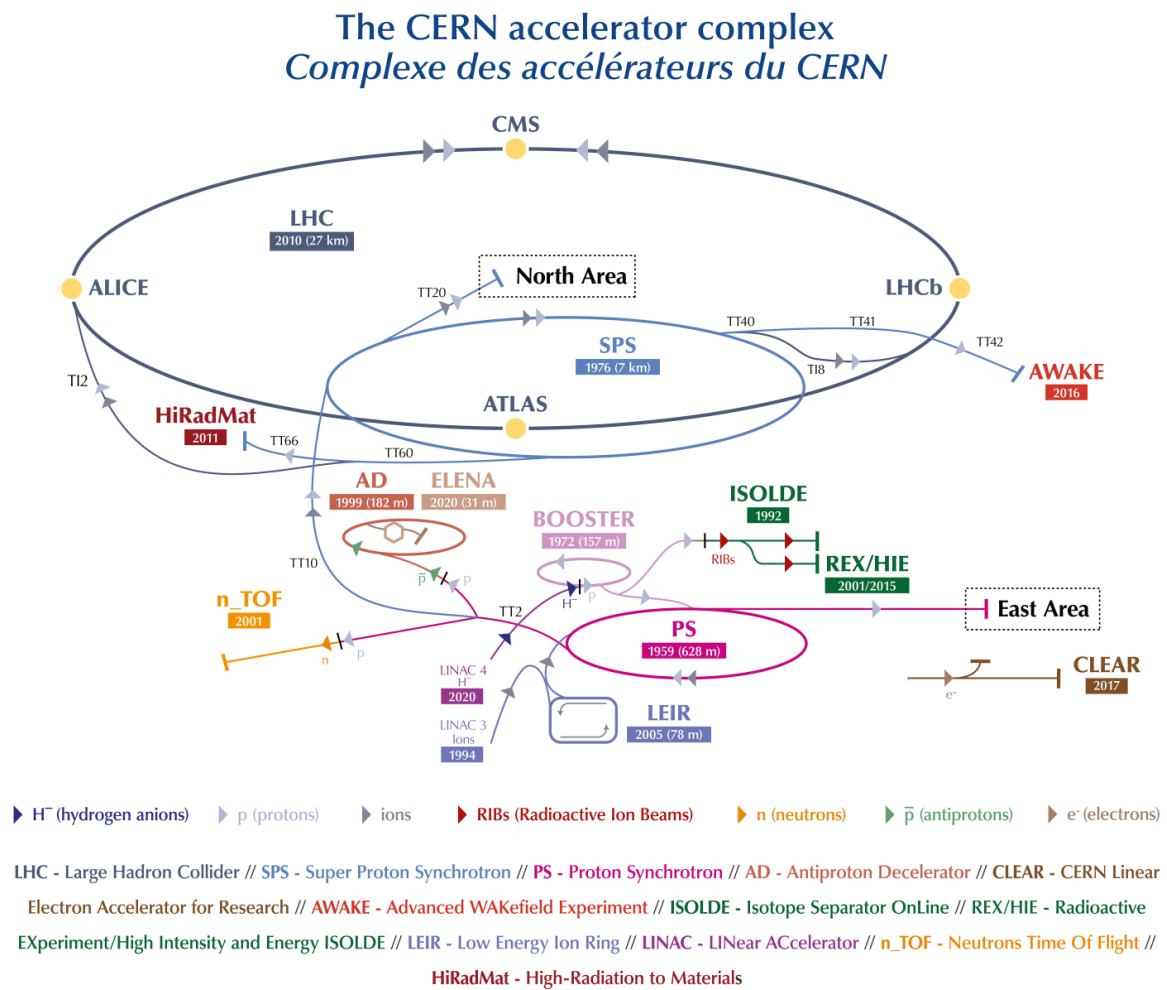 The CERN accelerator complex
Complexe des accélérateurs du CERN
CMS
LHC
2010 (27 km)
North Area
ALICE
LHCb
TT20
TT40
TT41
TT42
SPS
1976 (7 km)
TI8
AWAKE
2016
TI2
ATLAS
HiRadMat
2011
TT66
TT60
AD
1999 (182 m)
ELENA
2020 (31 m)
ISOLDE
1992
BOOSTER
1972 (157 m)
RIBs
REX/HIE
2001/2015
TT10
p̅
p
H⁻
p
n_TOF
2001
TT2
East Area
PS
1959 (628 m)
n
p
LINAC 4
H⁻
2020
CLEAR
2017
e⁻
LINAC 3
Ions
1994
LEIR
2005 (78 m)
H⁻ (hydrogen anions)
p (protons)
ions
RIBs (Radioactive Ion Beams)
n (neutrons)
p̅ (antiprotons)
e⁻ (electrons)
LHC - Large Hadron Collider // SPS - Super Proton Synchrotron // PS - Proton Synchrotron // AD - Antiproton Decelerator // CLEAR - CERN Linear
Electron Accelerator for Research // AWAKE - Advanced WAKefield Experiment // ISOLDE - Isotope Separator OnLine // REX/HIE - Radioactive
EXperiment/High Intensity and Energy ISOLDE // LEIR - Low Energy Ion Ring // LINAC - LINear ACcelerator // n_TOF - Neutrons Time Of Flight //
HiRadMat - High-Radiation to Materials